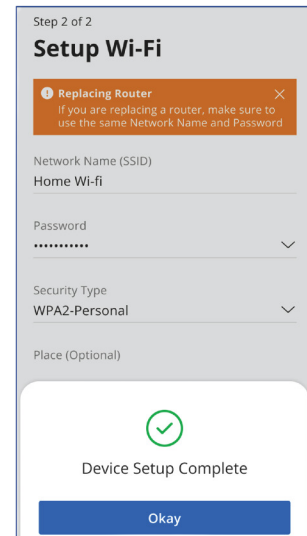 Step 2 of 2
Setup Wi-Fi
Replacing Router
If you are replacing a router, make sure to
use the same Network Name and Password
Network Name (SSID)
Home Wi-fi
Password
•••••••••••
Security Type
WPA2-Personal
Place (Optional)
Device Setup Complete
Okay